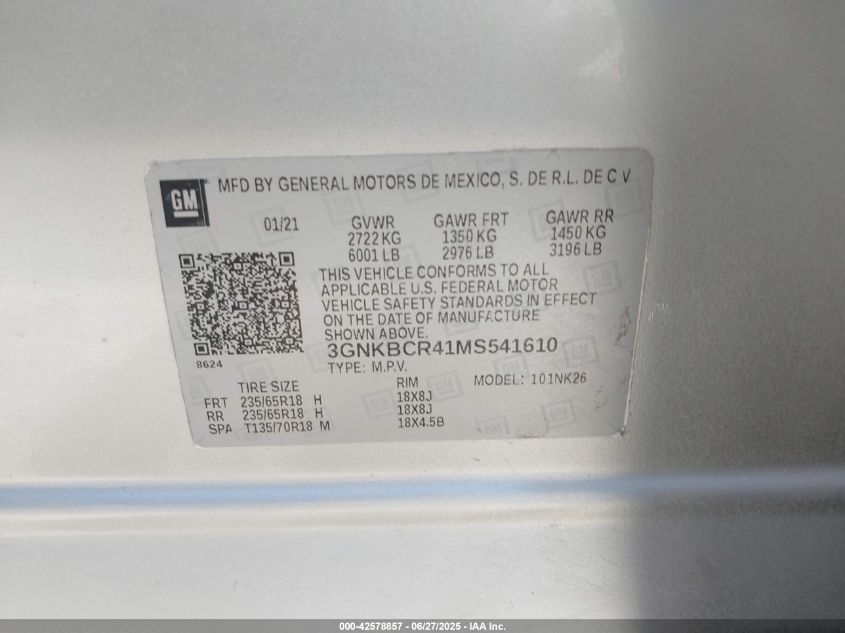 GM
MFD BY GENERAL MOTORS DE MEXICO, S. DE R.L. DE C V
01/21 GVWR GAWR FRT GAWR RR
2722 KG 1350 KG 1450 KG
6001 LB 2976 LB 3196 LB
THIS VEHICLE CONFORMS TO ALL
APPLICABLE U.S. FEDERAL MOTOR
VEHICLE SAFETY STANDARDS IN EFFECT
ON THE DATE OF MANUFACTURE
SHOWN ABOVE.
3GNKBCR41MS541610
8624
TYPE: M.P.V.
TIRE SIZE RIM MODEL: 101NK26
FRT 235/65R18 H 18X8J
RR 235/65R18 H 18X8J
SPA T135/70R18 M 18X4.5B
000-42578857 - 06/27/2025 - IAA Inc.